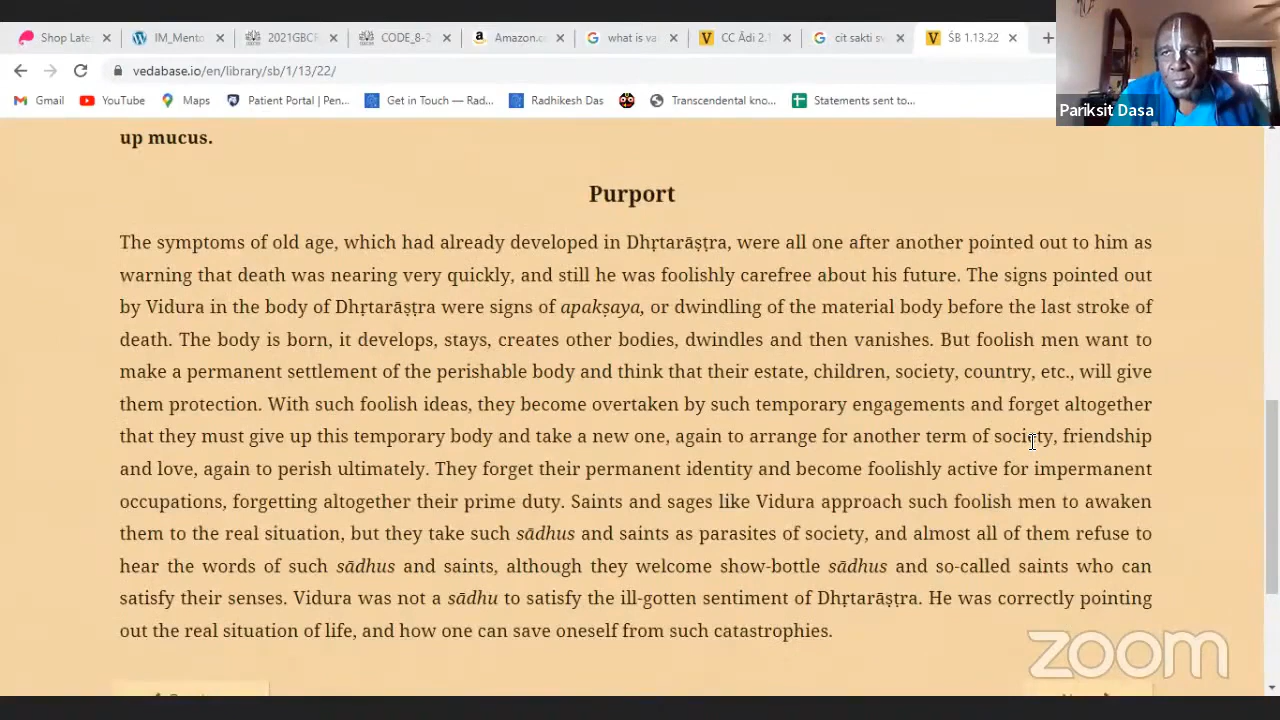 Shop Late
IM_Mento
2021GBCF
CODE_8-2
Amazon.c
what is va
CC Ādi 2.1
cit sakti sv
ŚB 1.13.22
vedabase.io/en/library/sb/1/13/22/
Gmail
YouTube
Maps
Patient Portal | Pen...
Get in Touch — Rad...
Radhikesh Das
Transcendental kno...
Statements sent to...
Pariksit Dasa
up mucus.
Purport
The symptoms of old age, which had already developed in Dhṛtarāṣṭra, were all one after another pointed out to him as
warning that death was nearing very quickly, and still he was foolishly carefree about his future. The signs pointed out
by Vidura in the body of Dhṛtarāṣṭra were signs of apakṣaya, or dwindling of the material body before the last stroke of
death. The body is born, it develops, stays, creates other bodies, dwindles and then vanishes. But foolish men want to
make a permanent settlement of the perishable body and think that their estate, children, society, country, etc., will give
them protection. With such foolish ideas, they become overtaken by such temporary engagements and forget altogether
that they must give up this temporary body and take a new one, again to arrange for another term of society, friendship
and love, again to perish ultimately. They forget their permanent identity and become foolishly active for impermanent
occupations, forgetting altogether their prime duty. Saints and sages like Vidura approach such foolish men to awaken
them to the real situation, but they take such sādhus and saints as parasites of society, and almost all of them refuse to
hear the words of such sādhus and saints, although they welcome show-bottle sādhus and so-called saints who can
satisfy their senses. Vidura was not a sādhu to satisfy the ill-gotten sentiment of Dhṛtarāṣṭra. He was correctly pointing
out the real situation of life, and how one can save oneself from such catastrophies.
zoom